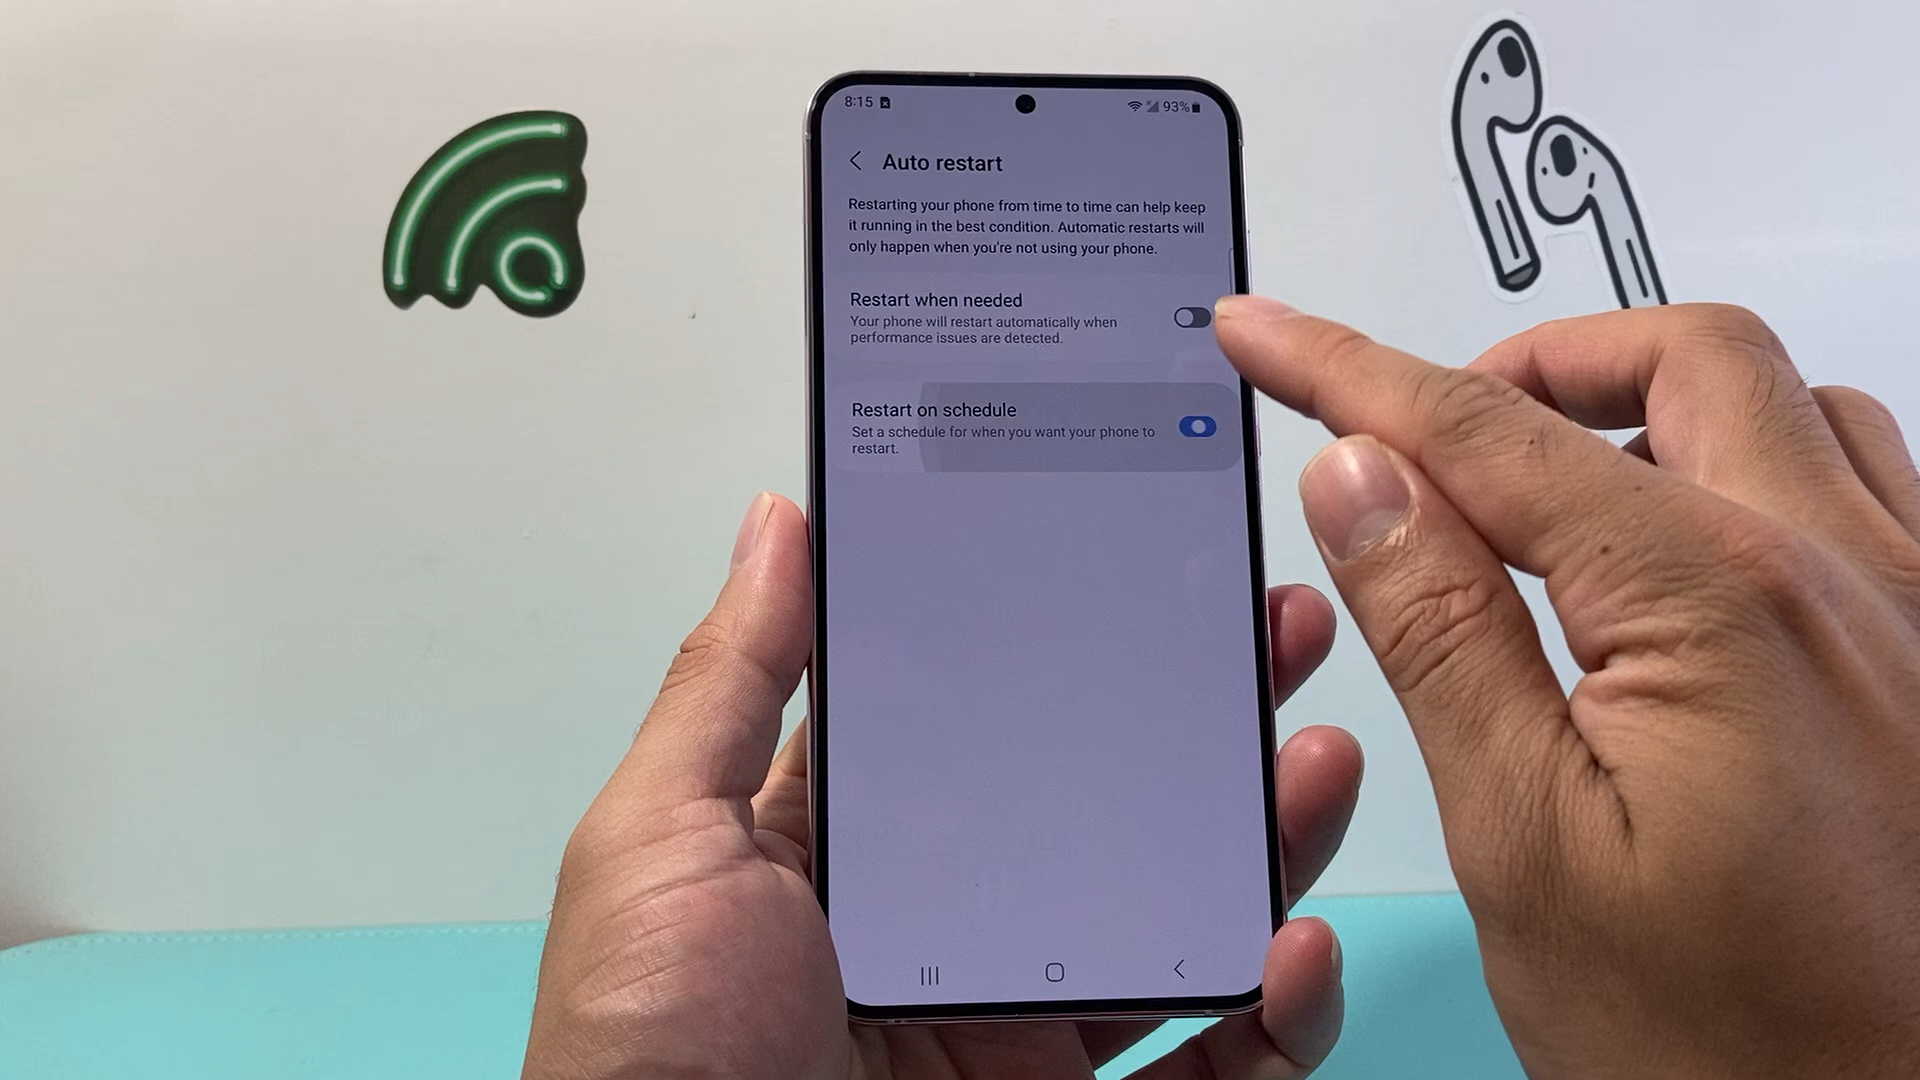 8:15 93%
Auto restart
Restarting your phone from time to time can help keep
it running in the best condition. Automatic restarts will
only happen when you're not using your phone.
Restart when needed
Your phone will restart automatically when
performance issues are detected.
Restart on schedule
Set a schedule for when you want your phone to
restart.